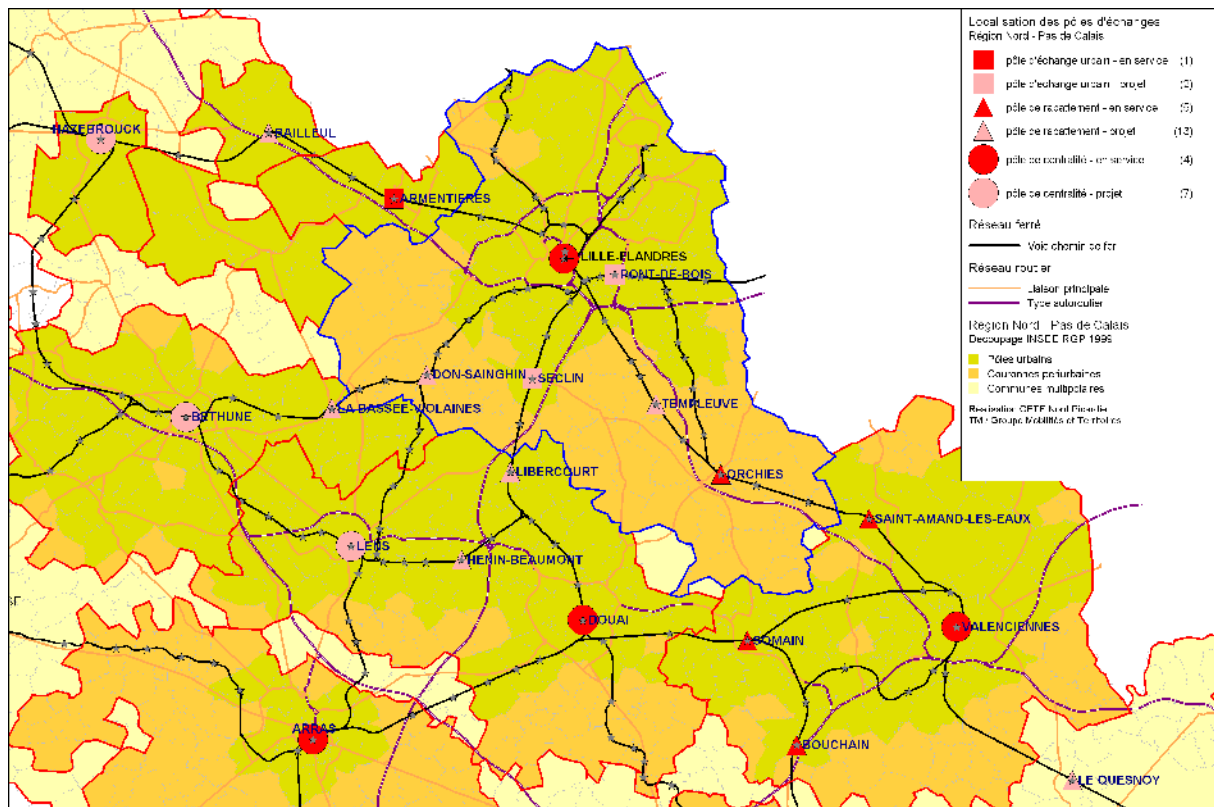 Localisation des pôles d'échanges
Région Nord - Pas de Calais
pôle d'échange urbain - en service (1)
pôle d'échange urbain - projet
pôle de rabattement - en service
pôle de rabattement - projet
pôle de centralité - en service (4)
pôle de centralité - projet (7)
Réseau ferré
Voie chemin de fer
Réseau routier
Liaison principale
Type autoroutier
Région Nord - Pas de Calais
Découpage INSEE RGP 1999
Pôles urbains
Couronnes périurbaines
Communes multipolaires
Réalisation CETE Nord Picardie
TM / Groupe Mobilités et Territoires
HAZEBROUCK
BAILLEUL
ARMENTIERES
LILLE-FLANDRES
PONT-DE-BOIS
DON-SAINGHIN
SECLIN
TEMPLEUVE
BETHUNE
LA BASSEE-VIOLAINES
LIBERCOURT
ORCHIES
SAINT-AMAND-LES-EAUX
LENS
HENIN-BEAUMONT
DOUAI
SOMAIN
VALENCIENNES
ARRAS
BOUCHAIN
LE QUESNOY